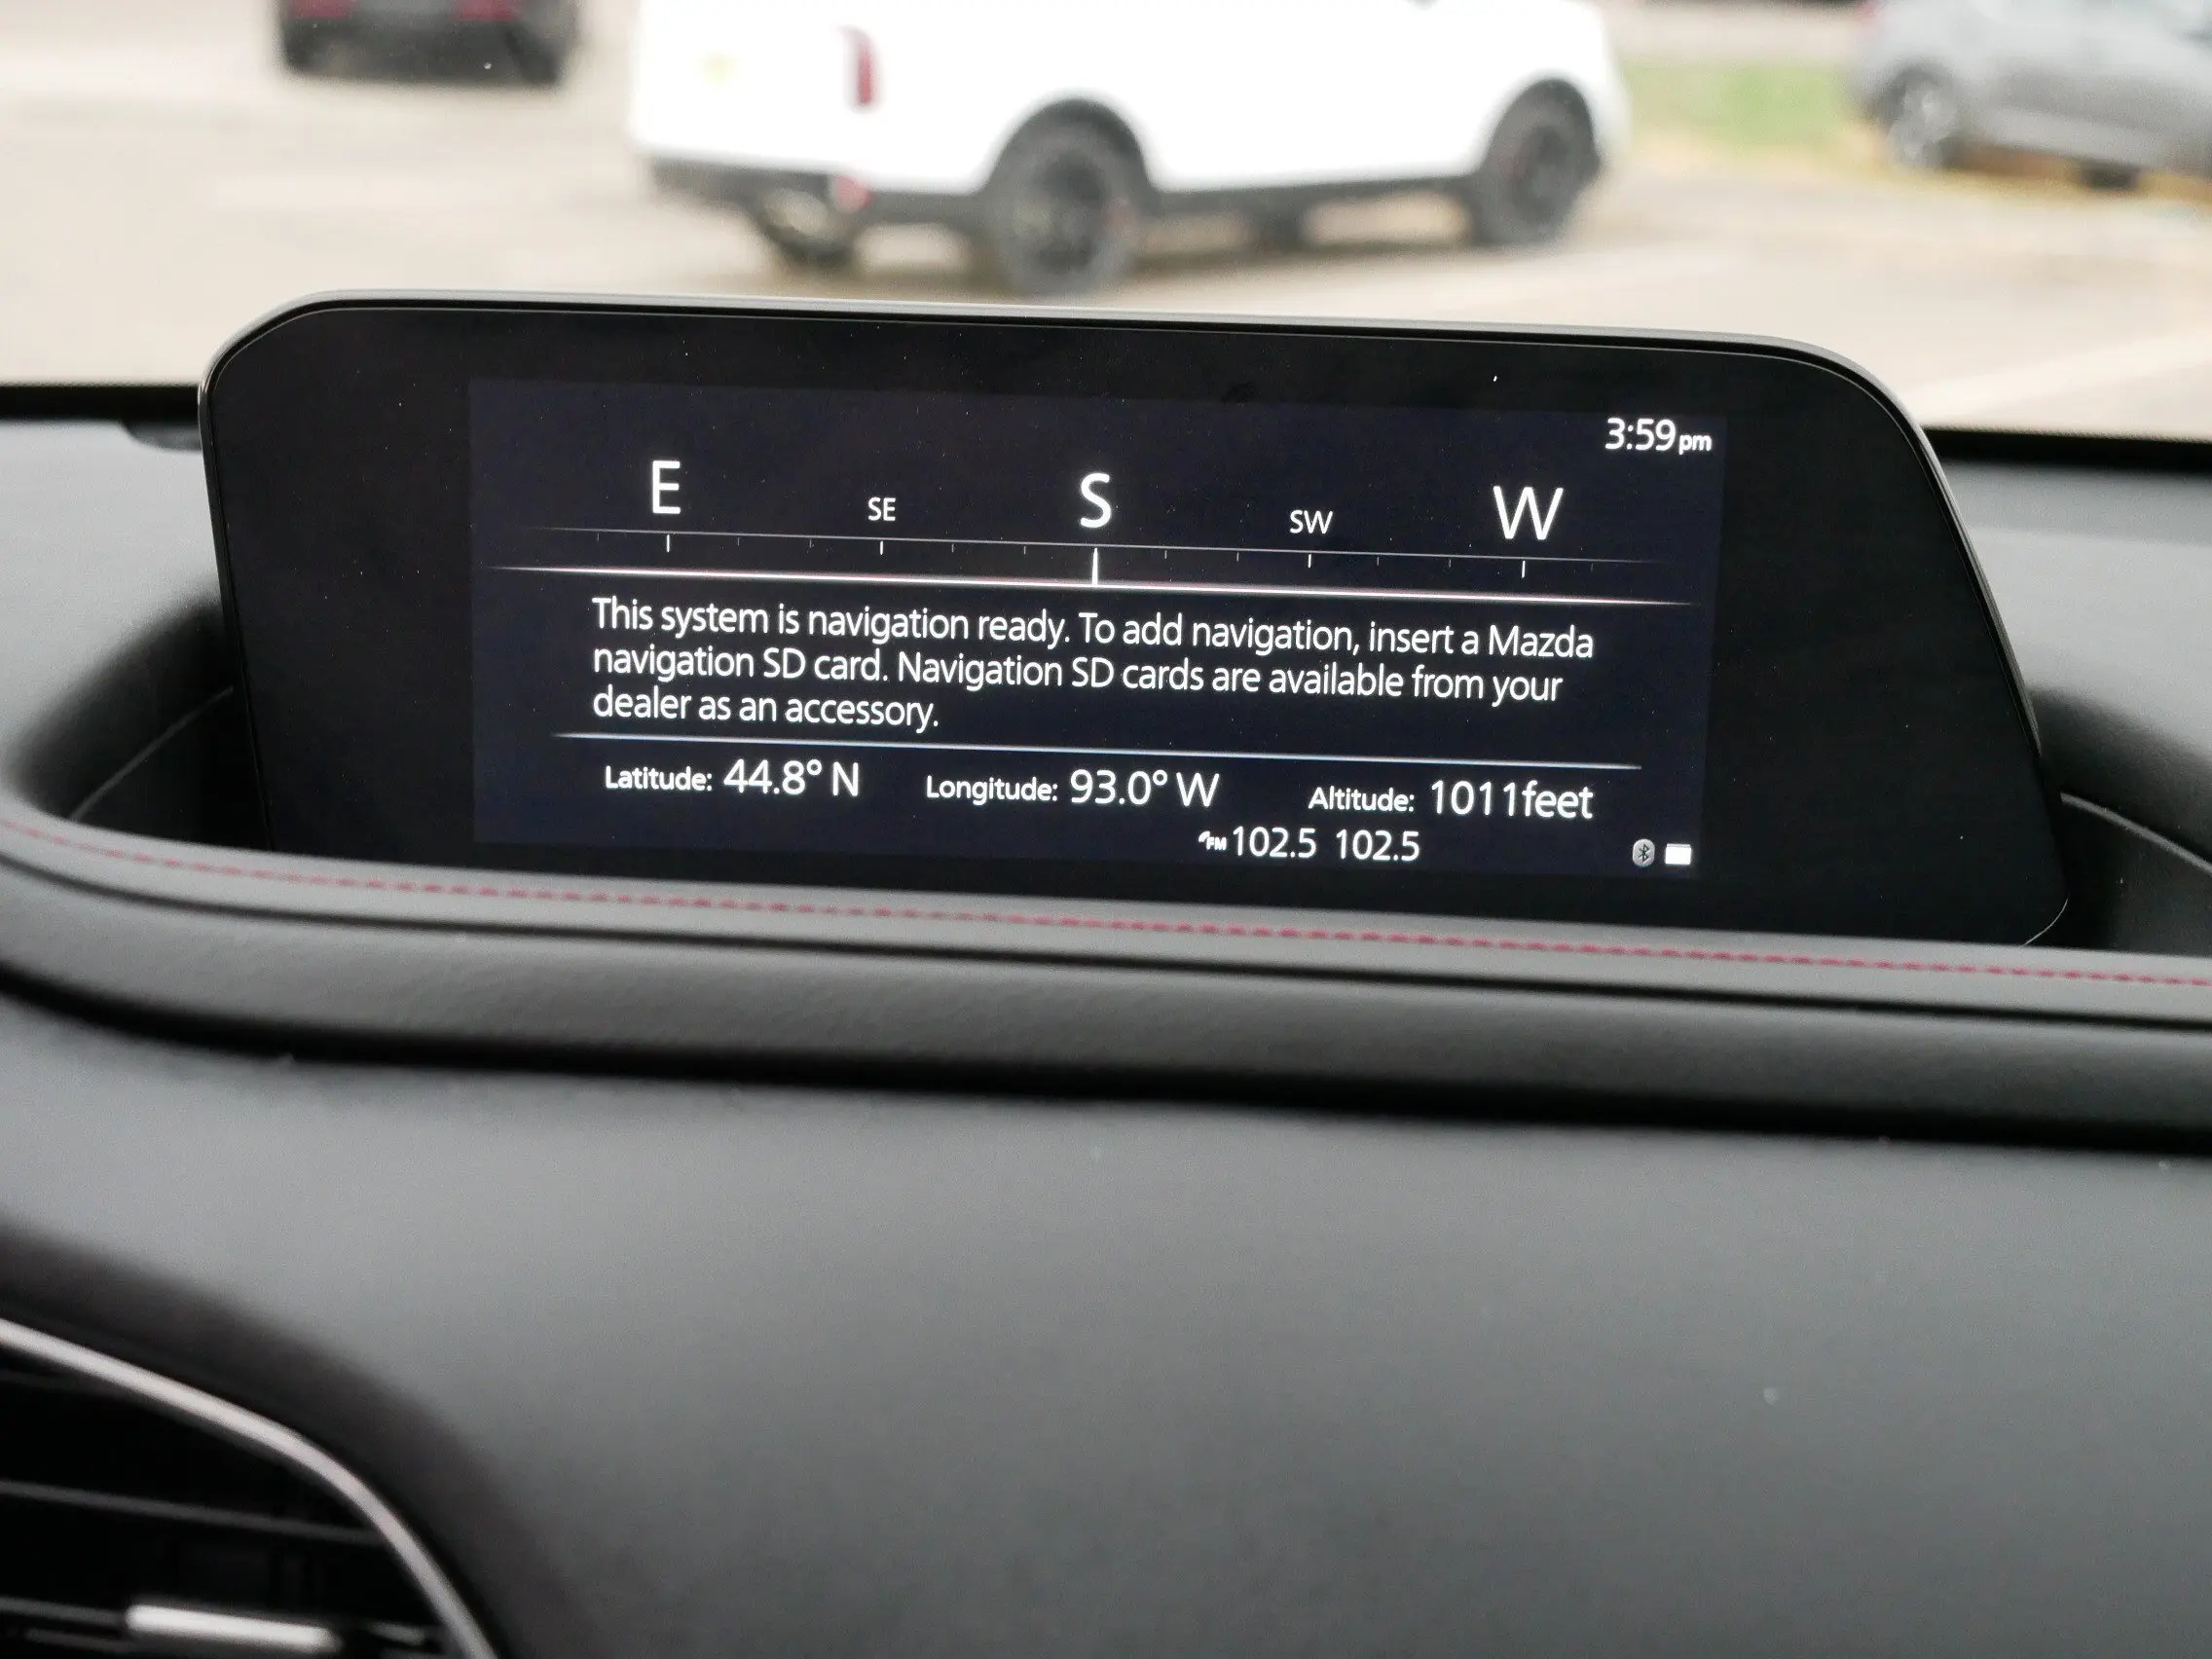 3:59 pm
E SE S SW W
This system is navigation ready. To add navigation, insert a Mazda
navigation SD card. Navigation SD cards are available from your
dealer as an accessory.
Latitude: 44.8° N Longitude: 93.0° W Altitude: 1011feet
FM 102.5 102.5